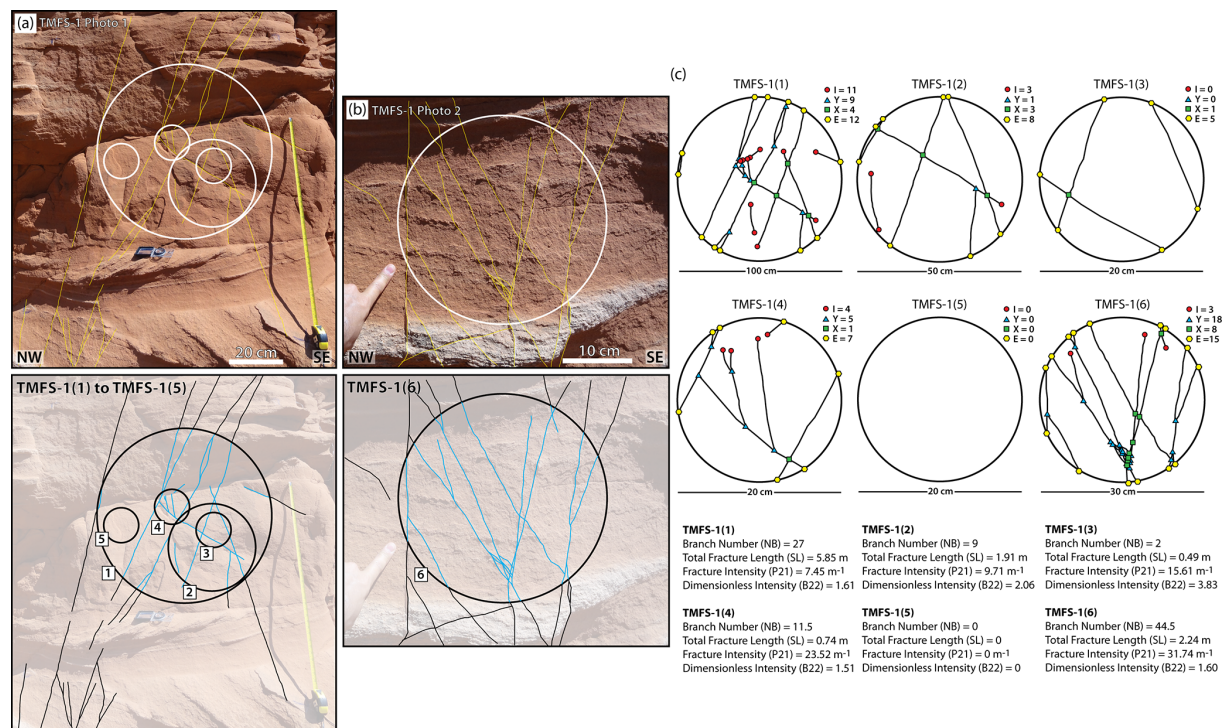 (a) TMFS-1 Photo 1
20 cm
NW
SE
TMFS-1(1) to TMFS-1(5)
5
4
3
1
2
(b) TMFS-1 Photo 2
10 cm
NW
SE
TMFS-1(6)
6
(c)
TMFS-1(1)
I = 11
Y = 9
X = 4
E = 12
100 cm
TMFS-1(2)
I = 3
Y = 1
X = 3
E = 8
50 cm
TMFS-1(3)
I = 0
Y = 0
X = 1
E = 5
20 cm
TMFS-1(4)
I = 4
Y = 5
X = 1
E = 7
20 cm
TMFS-1(5)
I = 0
Y = 0
X = 0
E = 0
20 cm
TMFS-1(6)
I = 3
Y = 18
X = 8
E = 15
30 cm
TMFS-1(1)
Branch Number (NB) = 27
Total Fracture Length (SL) = 5.85 m
Fracture Intensity (P21) = 7.45 m⁻¹
Dimensionless Intensity (B22) = 1.61
TMFS-1(2)
Branch Number (NB) = 9
Total Fracture Length (SL) = 1.91 m
Fracture Intensity (P21) = 9.71 m⁻¹
Dimensionless Intensity (B22) = 2.06
TMFS-1(3)
Branch Number (NB) = 2
Total Fracture Length (SL) = 0.49 m
Fracture Intensity (P21) = 15.61 m⁻¹
Dimensionless Intensity (B22) = 3.83
TMFS-1(4)
Branch Number (NB) = 11.5
Total Fracture Length (SL) = 0.74 m
Fracture Intensity (P21) = 23.52 m⁻¹
Dimensionless Intensity (B22) = 1.51
TMFS-1(5)
Branch Number (NB) = 0
Total Fracture Length (SL) = 0
Fracture Intensity (P21) = 0 m⁻¹
Dimensionless Intensity (B22) = 0
TMFS-1(6)
Branch Number (NB) = 44.5
Total Fracture Length (SL) = 2.24 m
Fracture Intensity (P21) = 31.74 m⁻¹
Dimensionless Intensity (B22) = 1.60